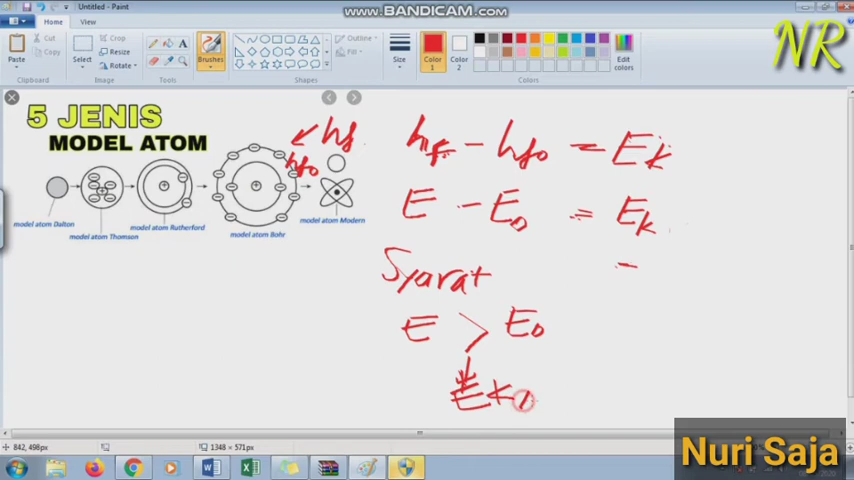 Untitled - Paint
www.BANDICAM.com
Home
View
Paste
Cut
Copy
Clipboard
Select
Crop
Resize
Rotate
Image
Tools
Brushes
Shapes
Outline
Fill
Size
Color 1
Color 2
Edit colors
Colors
NR
5 JENIS
MODEL ATOM
model atom Dalton
model atom Thomson
model atom Rutherford
model atom Bohr
model atom Modern
hf
hfo
hf - hfo = Ek
E - Eo = Ek
Syarat
E > Eo
842, 498px
1348 × 571px
100%
Nuri Saja